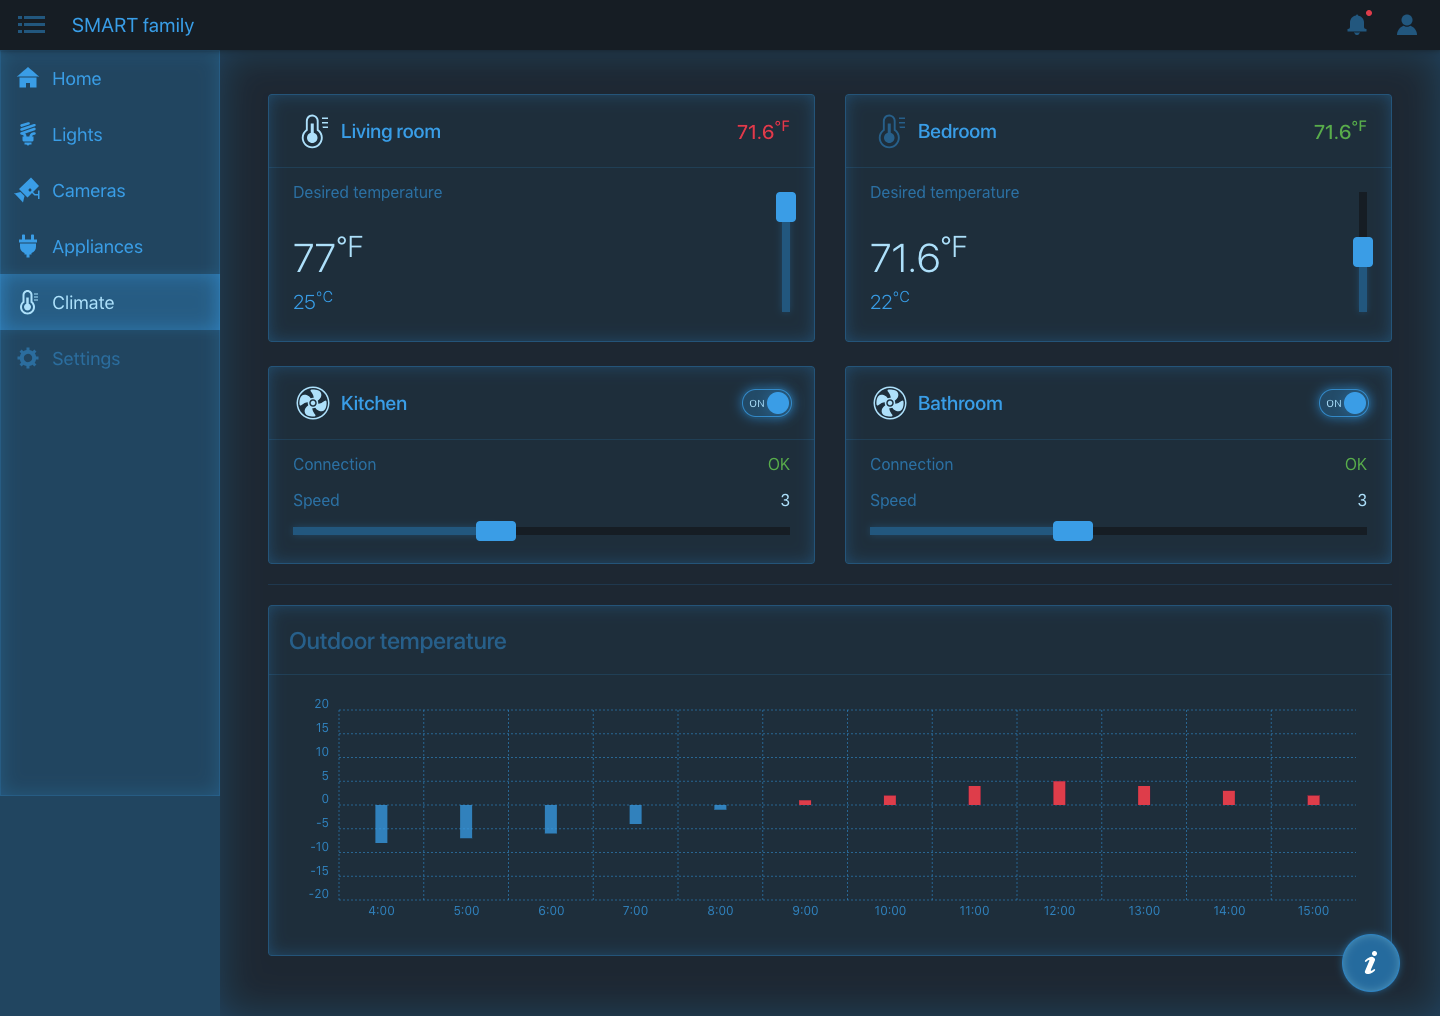 SMART family
Home
Lights
Cameras
Appliances
Climate
Settings
Living room 71.6°F
Desired temperature
77°F
25°C
Bedroom 71.6°F
Desired temperature
71.6°F
22°C
Kitchen ON
Connection OK
Speed 3
Bathroom ON
Connection OK
Speed 3
Outdoor temperature
20
15
10
5
0
-5
-10
-15
-20
4:00 5:00 6:00 7:00 8:00 9:00 10:00 11:00 12:00 13:00 14:00 15:00
i